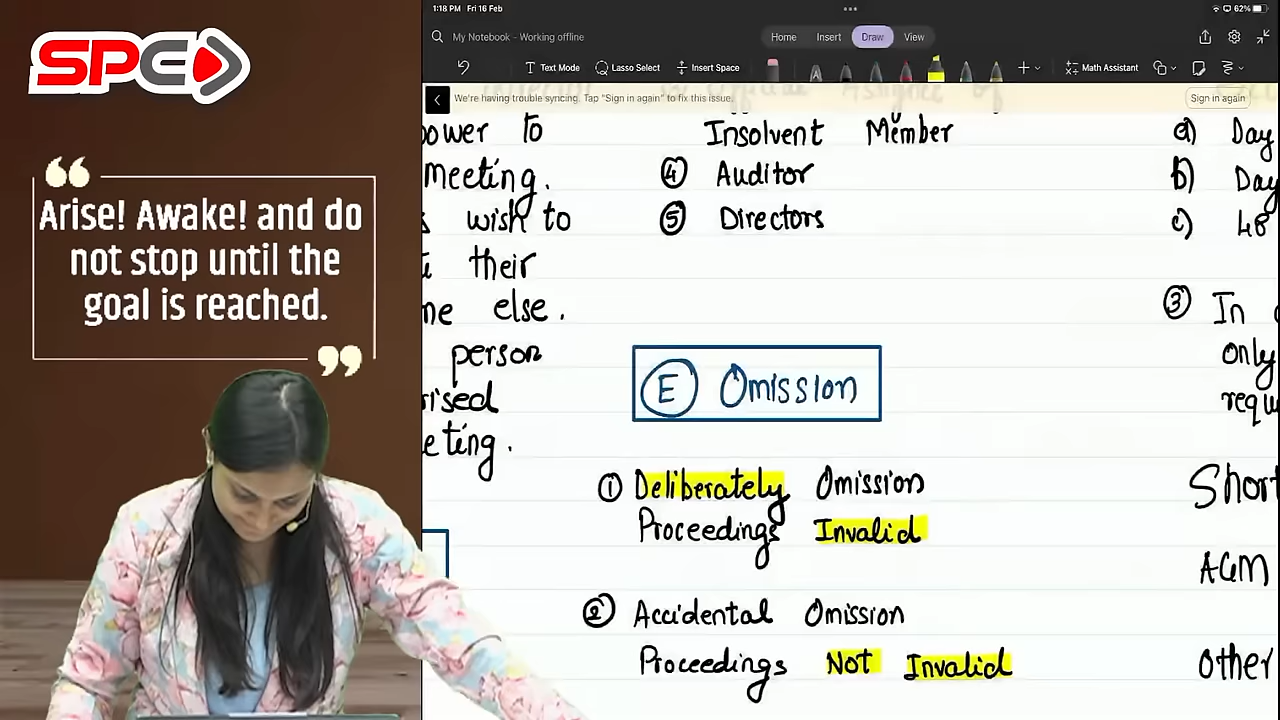 SPC
1:18 PM Fri 16 Feb
62%
My Notebook - Working offline
Home Insert Draw View
Text Mode Lasso Select Insert Space Math Assistant
We're having trouble syncing. Tap "Sign in again" to fix this issue. Sign in again
Assignee of
Insolvent Member
④ Auditor
⑤ Directors
power to
meeting.
wish to
their
else.
person
eting.
“
Arise! Awake! and do
not stop until the
goal is reached.
”
E Omission
① Deliberately Omission
Proceedings Invalid
② Accidental Omission
Proceedings Not Invalid
a) Day
b) Day
c) 48
③ In
only
requ
Short
AGM
Other